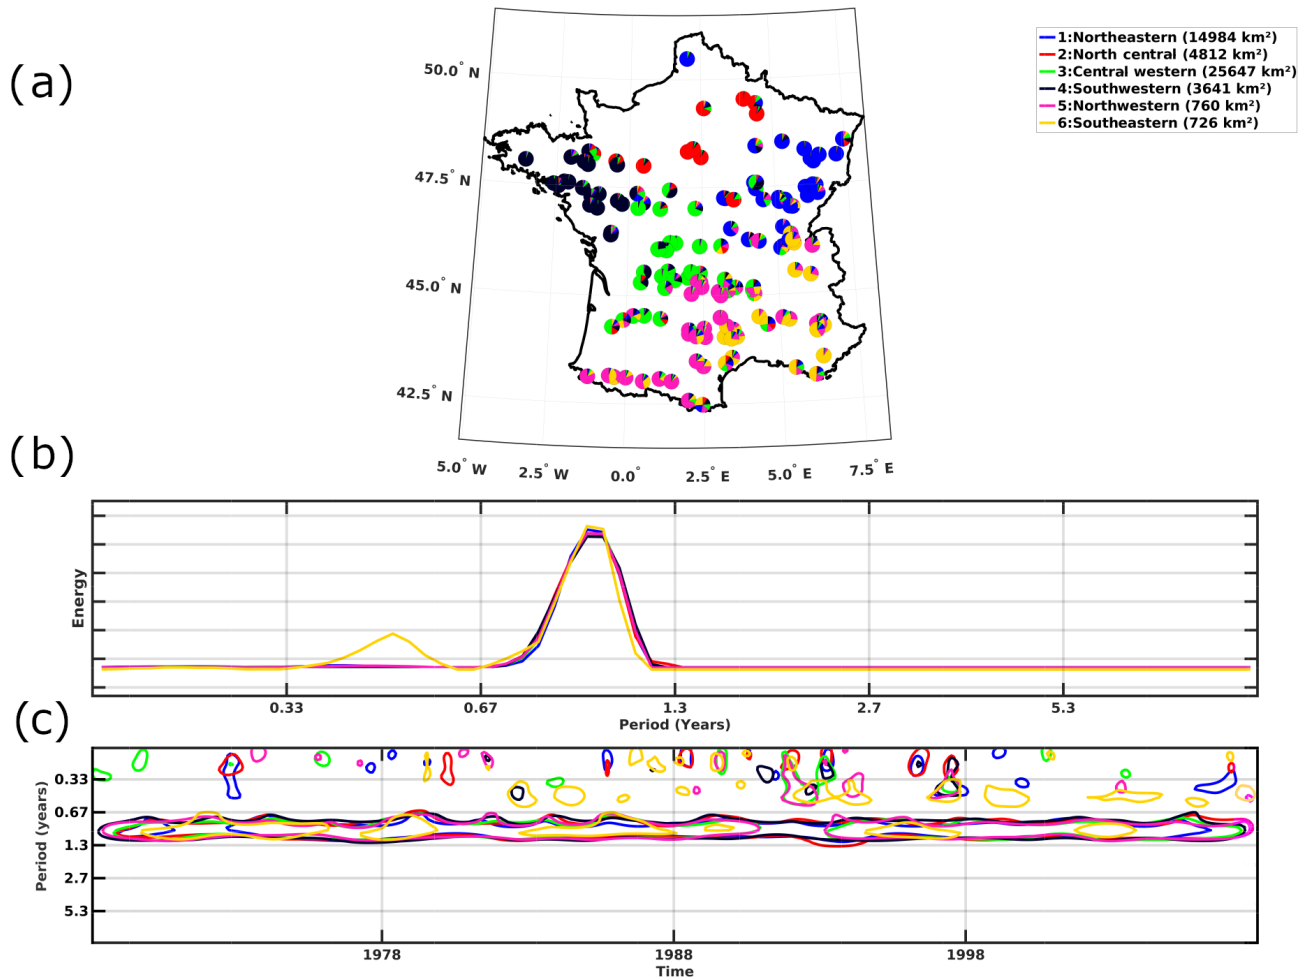 (a)
1:Northeastern (14984 km²)
2:North central (4812 km²)
3:Central western (25647 km²)
4:Southwestern (3641 km²)
5:Northwestern (760 km²)
6:Southeastern (726 km²)
50.0° N
47.5° N
45.0° N
42.5° N
5.0° W 2.5° W 0.0° 2.5° E 5.0° E 7.5° E
(b)
Energy
0.33 0.67 1.3 2.7 5.3
Period (Years)
(c)
Period (years)
0.33
0.67
1.3
2.7
5.3
1978 1988 1998
Time